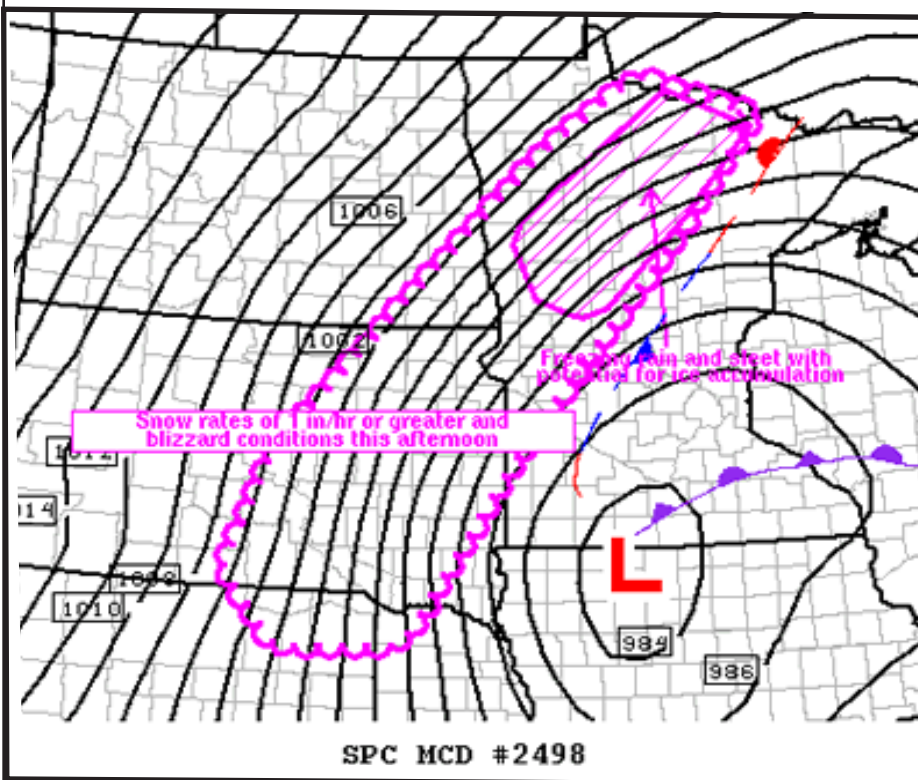 1006
1002
Freezing rain and sleet with
potential for ice accumulation
Snow rates of 1 in/hr or greater and
blizzard conditions this afternoon
1012
014
1010
984
986
SPC MCD #2498